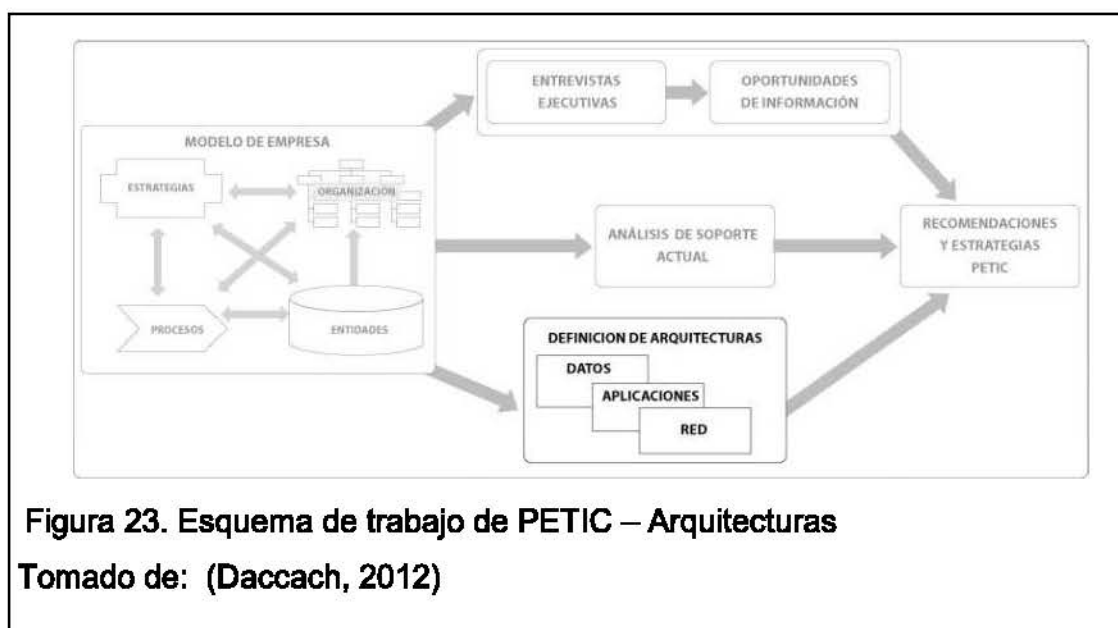 ENTREVISTAS
EJECUTIVAS
OPORTUNIDADES
DE INFORMACIÓN
MODELO DE EMPRESA
ESTRATEGIAS
ORGANIZACIÓN
PROCESOS
ENTIDADES
ANÁLISIS DE SOPORTE
ACTUAL
RECOMENDACIONES
Y ESTRATEGIAS
PETIC
DEFINICION DE ARQUITECTURAS
DATOS
APLICACIONES
RED
Figura 23. Esquema de trabajo de PETIC – Arquitecturas
Tomado de: (Daccach, 2012)